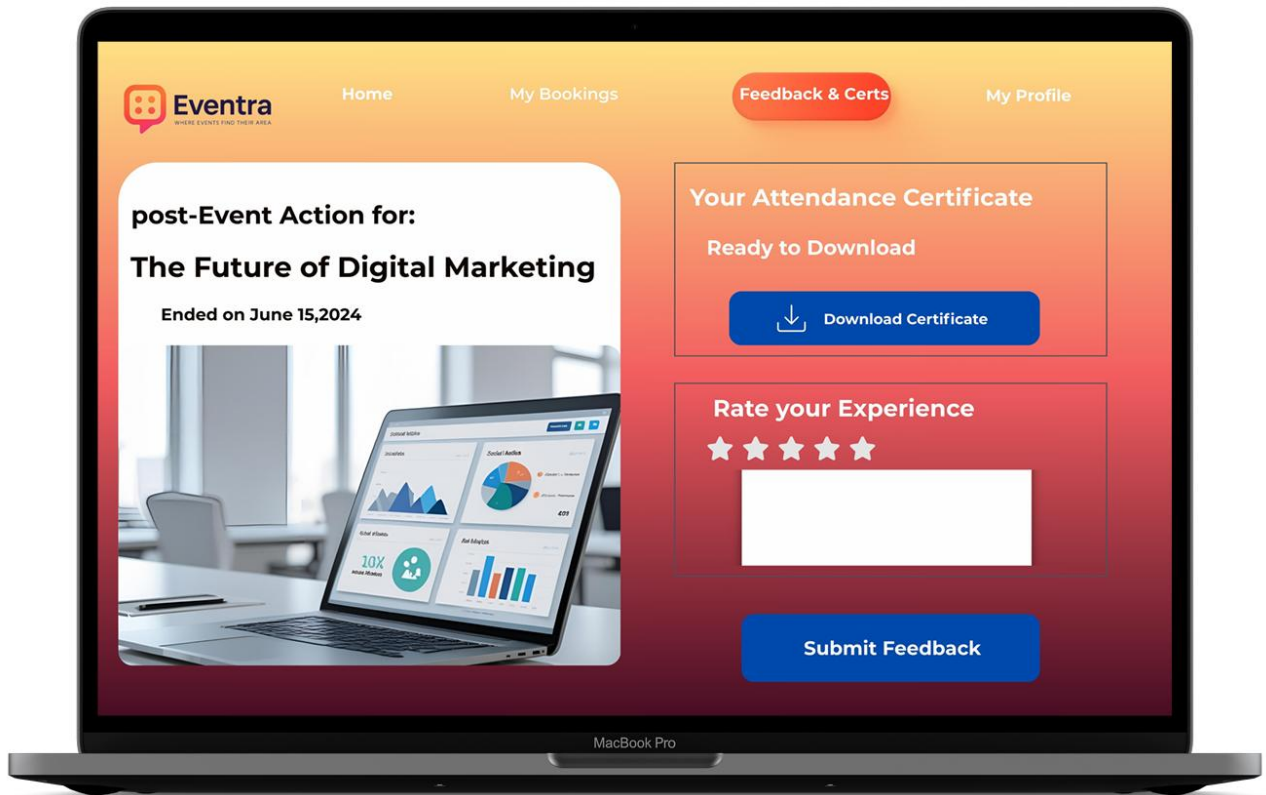 Eventra
WHERE EVENTS FIND THEIR AREA
Home
My Bookings
Feedback & Certs
My Profile
post-Event Action for:
The Future of Digital Marketing
Ended on June 15,2024
10%
Your Attendance Certificate
Ready to Download
Download Certificate
Rate your Experience
Submit Feedback
MacBook Pro